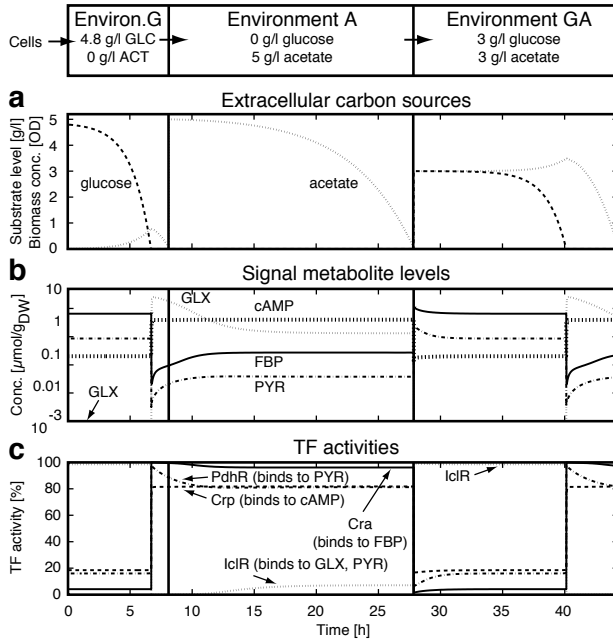 Environ.G
Environment A
Environment GA
Cells
4.8 g/l GLC
0 g/l ACT
0 g/l glucose
5 g/l acetate
3 g/l glucose
3 g/l acetate
a
Extracellular carbon sources
Substrate level [g/l]
Biomass conc. [OD]
5
4
3
2
1
0
glucose
acetate
b
Signal metabolite levels
Conc. [µmol/gDW]
10
1
0.1
0.01
-3
10
GLX
GLX
cAMP
FBP
PYR
c
TF activities
TF activity [%]
100
80
60
40
20
0
PdhR (binds to PYR)
Crp (binds to cAMP)
Cra
(binds to FBP)
IclR (binds to GLX, PYR)
IclR
0
5
10
15
20
25
30
35
40
Time [h]